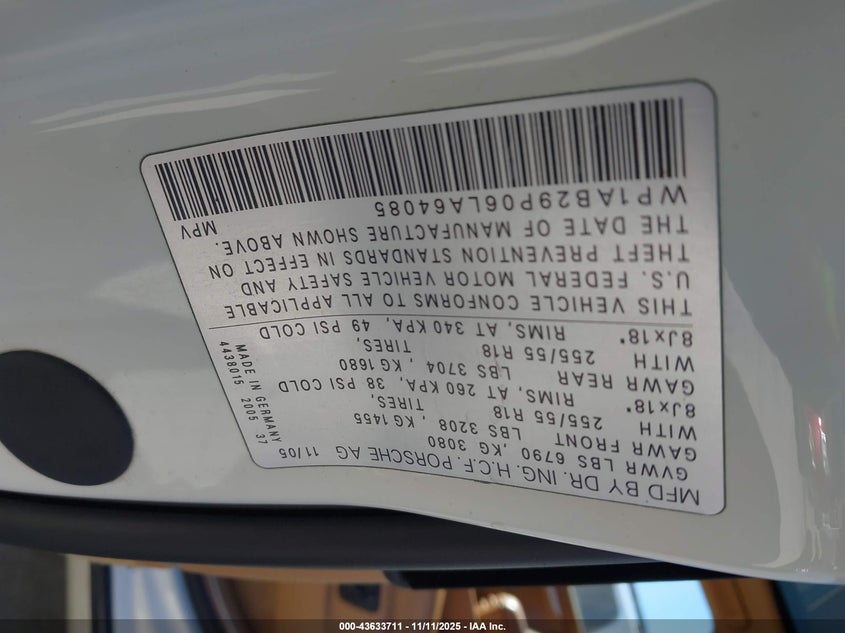 MFD BY DR. ING. H.C.F. PORSCHE AG 11/05
GVWR LBS 6790 ,KG 3080
GAWR FRONT LBS 3208 , KG 1455
WITH 255/55 R18 TIRES,
8Jx18" RIMS, AT 260 KPA, 38 PSI COLD
GAWR REAR LBS 3704 , KG 1680
WITH 255/55 R18 TIRES,
8Jx18" RIMS, AT 340 KPA, 49 PSI COLD
MADE IN GERMANY
4438015 2005 37
THIS VEHICLE CONFORMS TO ALL APPLICABLE
U.S. FEDERAL MOTOR VEHICLE SAFETY AND
THEFT PREVENTION STANDARDS IN EFFECT ON
THE DATE OF MANUFACTURE SHOWN ABOVE.
WP1AB29P06LA64085 MPV
000-43633711 - 11/11/2025 - IAA Inc.